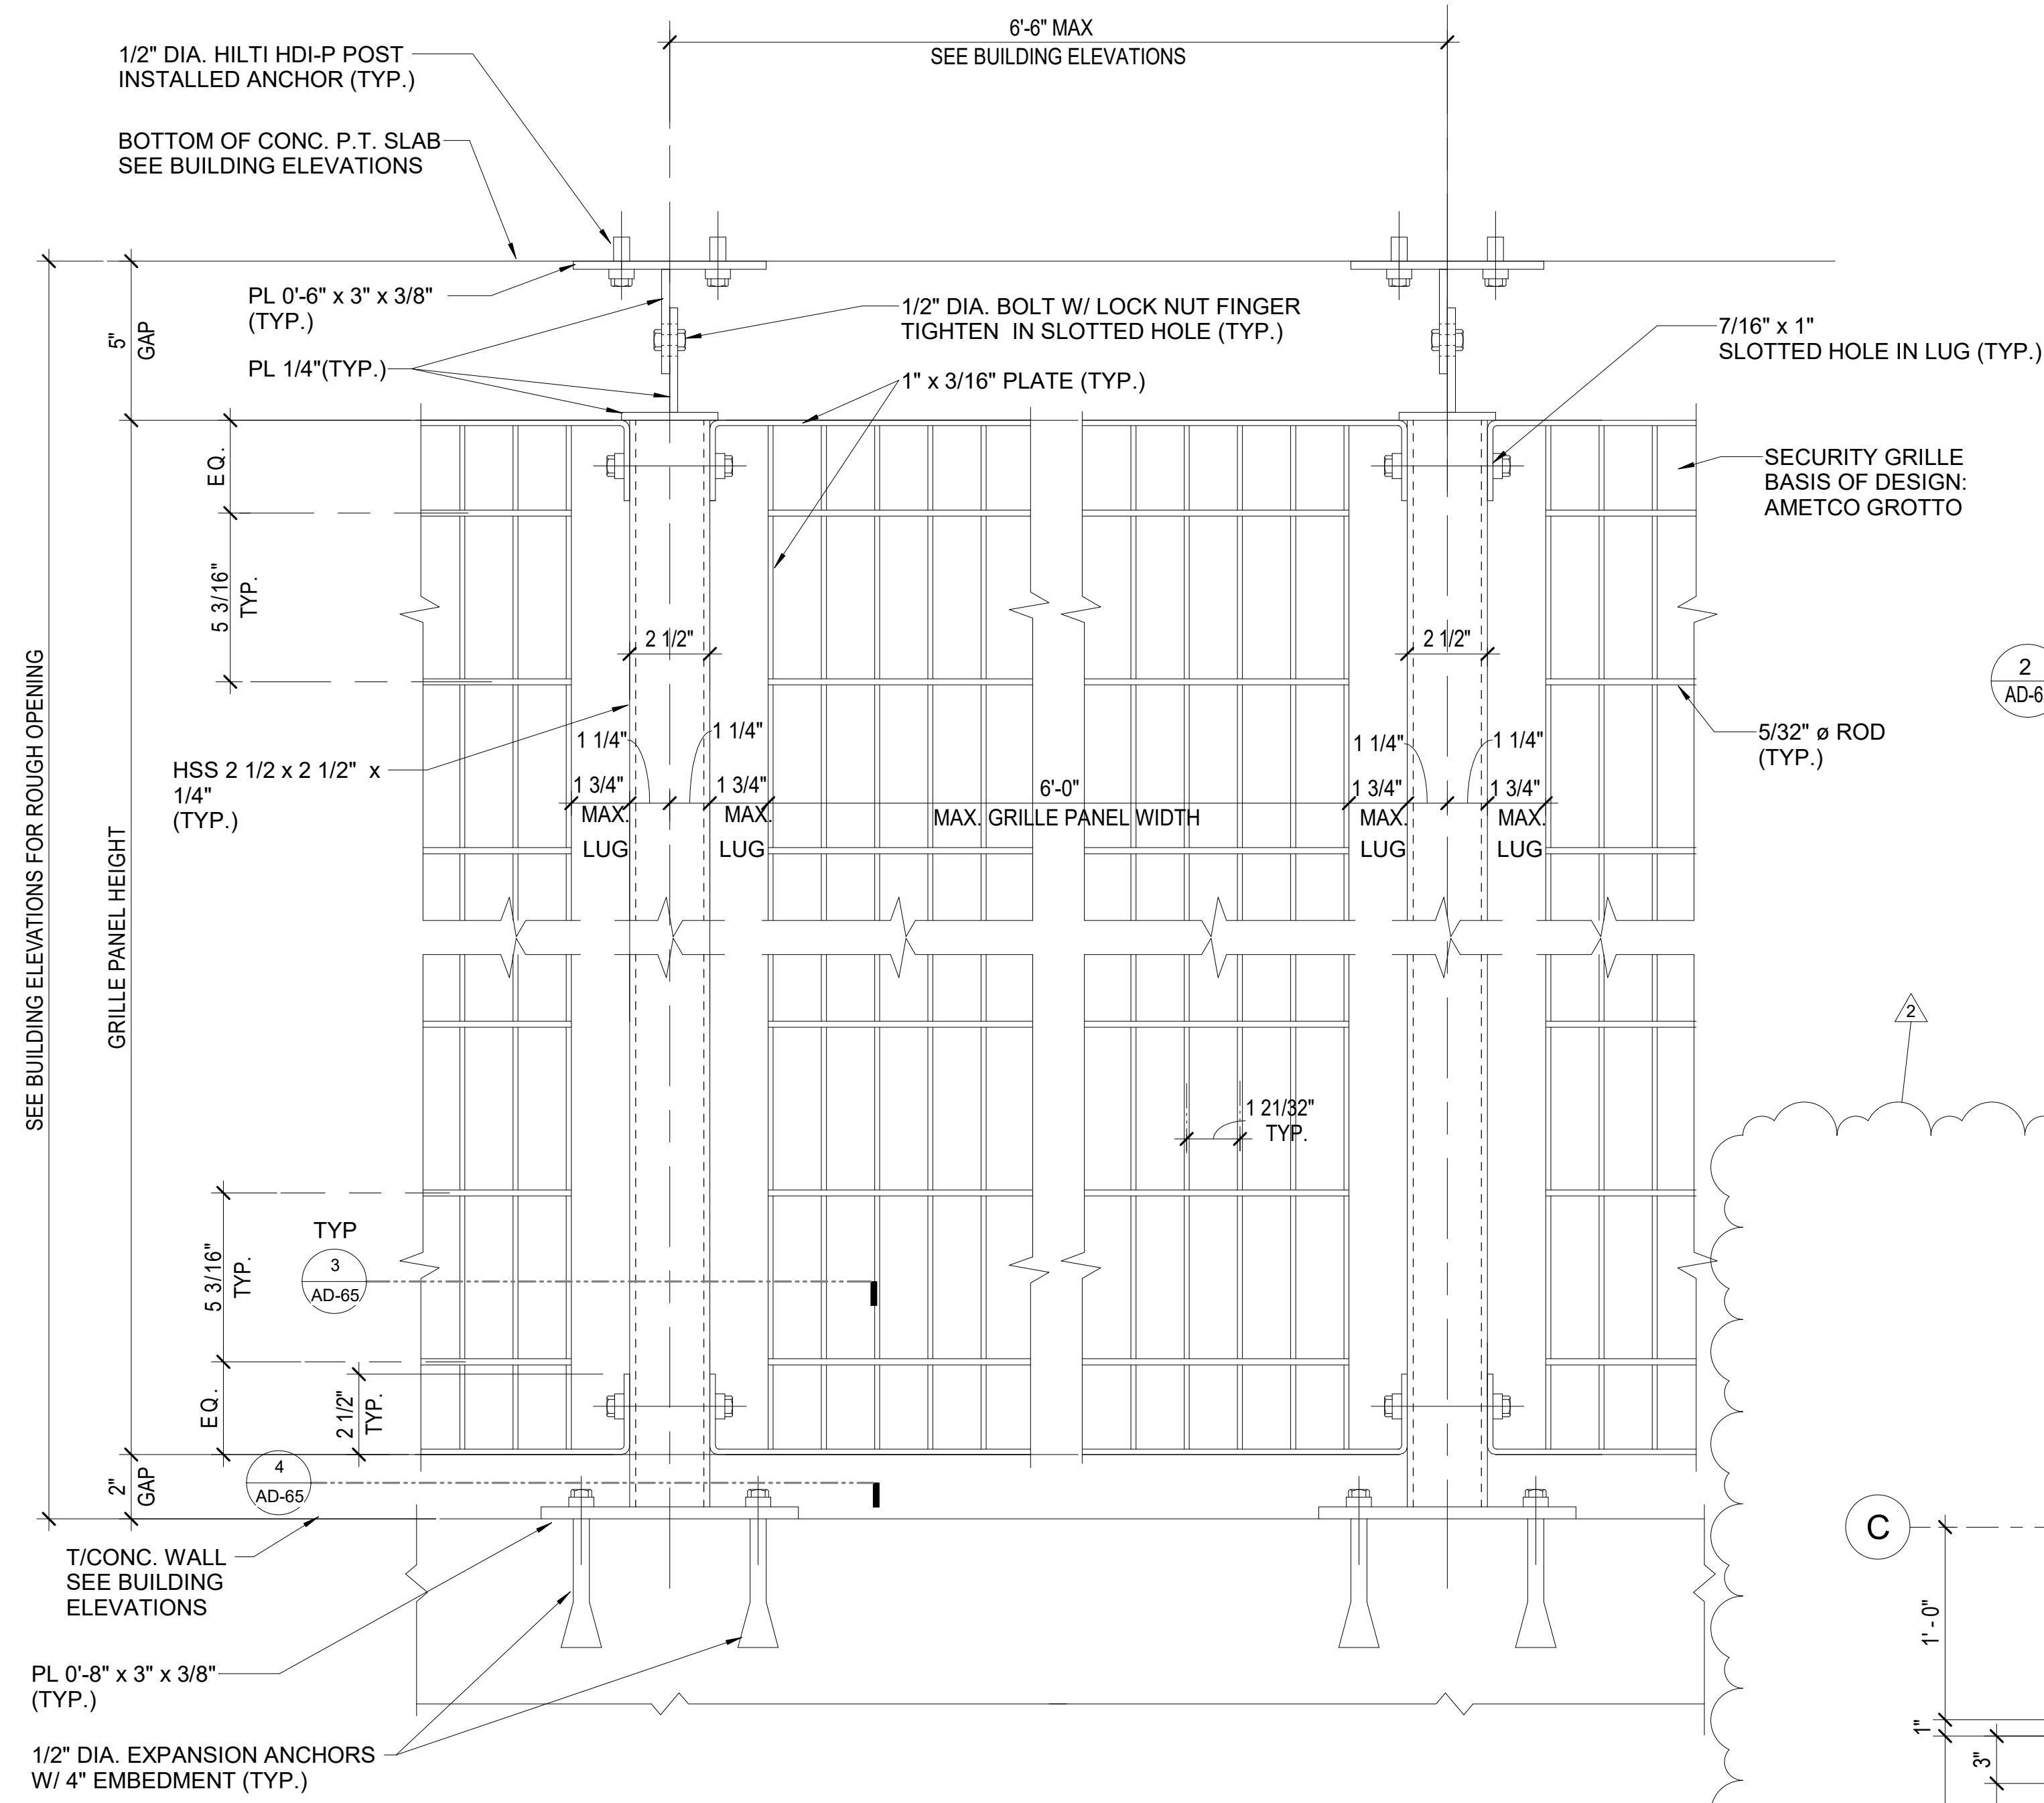 6'-6" MAX
SEE BUILDING ELEVATIONS
1/2" DIA. HILTI HDI-P POST
INSTALLED ANCHOR (TYP.)
BOTTOM OF CONC. P.T. SLAB
SEE BUILDING ELEVATIONS
PL 0'-6" x 3" x 3/8"
(TYP.)
PL 1/4"(TYP.)
1/2" DIA. BOLT W/ LOCK NUT FINGER
TIGHTEN IN SLOTTED HOLE (TYP.)
1" x 3/16" PLATE (TYP.)
7/16" x 1"
SLOTTED HOLE IN LUG (TYP.)
SECURITY GRILLE
BASIS OF DESIGN:
AMETCO GROTTO
5"
GAP
EQ.
5 3/16"
TYP.
SEE BUILDING ELEVATIONS FOR ROUGH OPENING
GRILLE PANEL HEIGHT
2 1/2"
2 1/2"
2
AD-6
5/32" ø ROD
(TYP.)
HSS 2 1/2 x 2 1/2" x
1/4"
(TYP.)
1 1/4"
1 1/4"
1 1/4"
1 1/4"
1 3/4"
MAX.
LUG
1 3/4"
MAX.
LUG
6'-0"
MAX. GRILLE PANEL WIDTH
1 3/4"
MAX.
LUG
1 3/4"
MAX.
LUG
2
1 21/32"
TYP.
TYP
3
AD-65
5 3/16"
TYP.
EQ.
2 1/2"
TYP.
2"
GAP
4
AD-65
T/CONC. WALL
SEE BUILDING
ELEVATIONS
PL 0'-8" x 3" x 3/8"
(TYP.)
1/2" DIA. EXPANSION ANCHORS
W/ 4" EMBEDMENT (TYP.)
C
1' - 0"
1"
3"